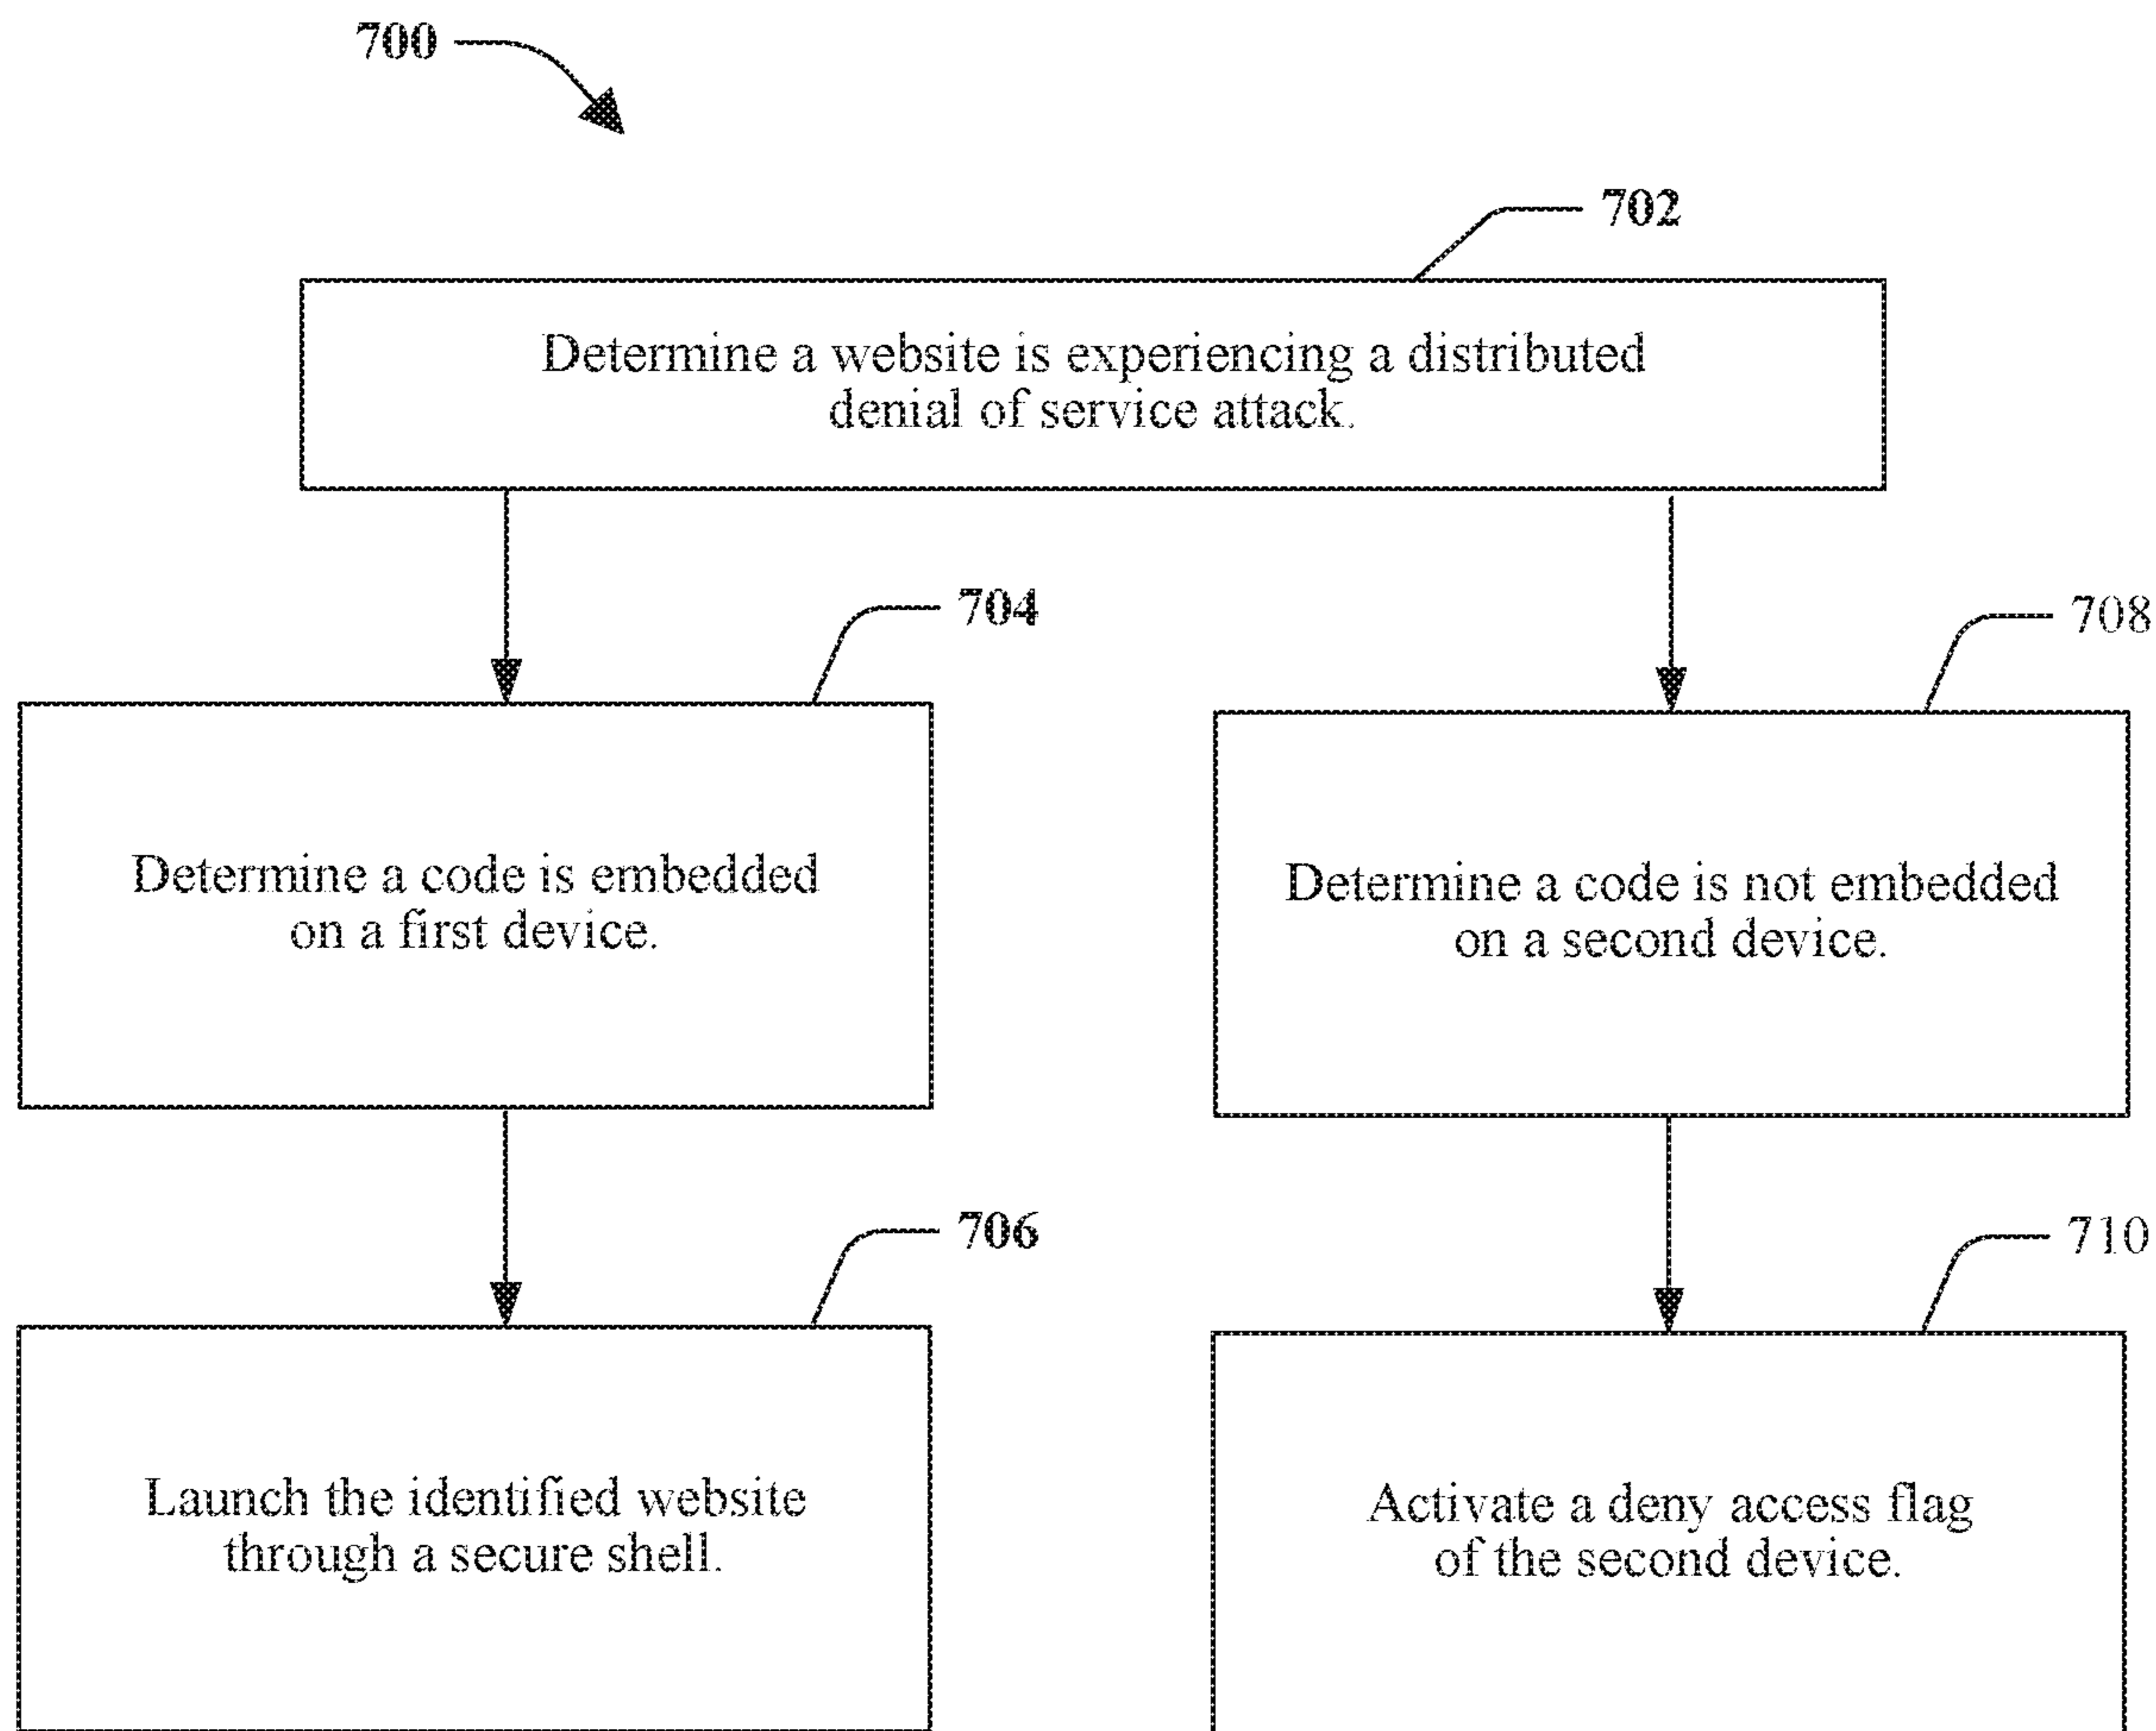 700
702
Determine a website is experiencing a distributed
denial of service attack.
704
708
Determine a code is embedded
on a first device.
Determine a code is not embedded
on a second device.
706
710
Launch the identified website
through a secure shell.
Activate a deny access flag
of the second device.